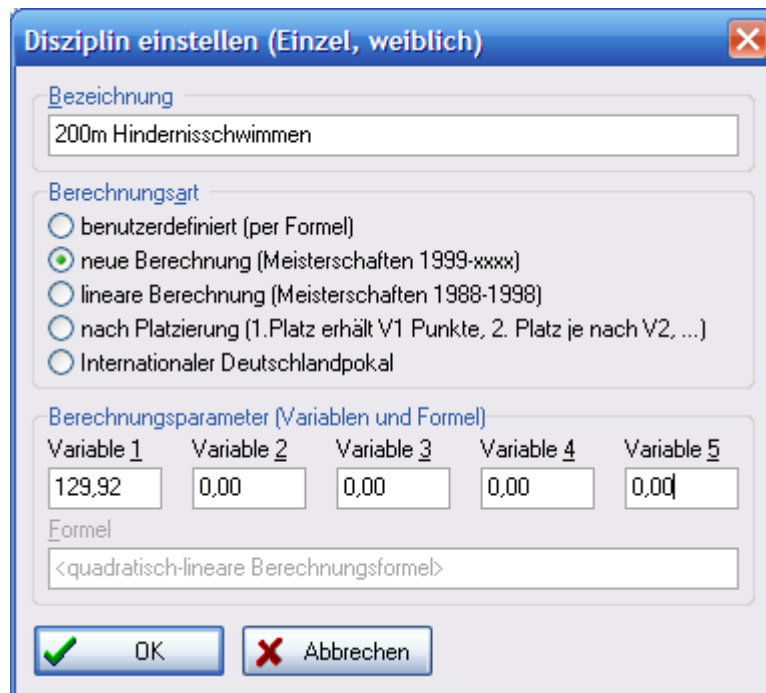 Disziplin einstellen (Einzel, weiblich)
Bezeichnung
200m Hindernisschwimmen
Berechnungsart
benutzerdefiniert (per Formel)
neue Berechnung (Meisterschaften 1999-xxxx)
lineare Berechnung (Meisterschaften 1988-1998)
nach Platzierung (1.Platz erhält V1 Punkte, 2. Platz je nach V2, ...)
Internationaler Deutschlandpokal
Berechnungsparameter (Variablen und Formel)
Variable 1 Variable 2 Variable 3 Variable 4 Variable 5
129,92 0,00 0,00 0,00 0,00
Formel
<quadratisch-lineare Berechnungsformel>
OK Abbrechen